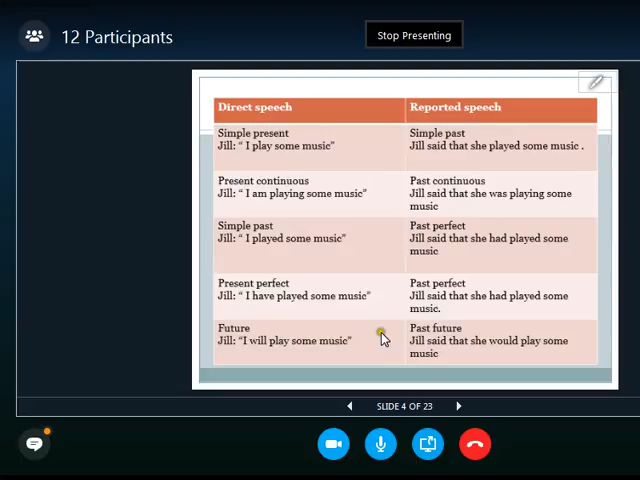 12 Participants
Stop Presenting
Direct speech
Reported speech
Simple present
Jill: “ I play some music”
Simple past
Jill said that she played some music .
Present continuous
Jill: “ I am playing some music”
Past continuous
Jill said that she was playing some
music
Simple past
Jill: “ I played some music”
Past perfect
Jill said that she had played some
music
Present perfect
Jill: “ I have played some music”
Past perfect
Jill said that she had played some
music.
Future
Jill: “I will play some music”
Past future
Jill said that she would play some
music
SLIDE 4 OF 23